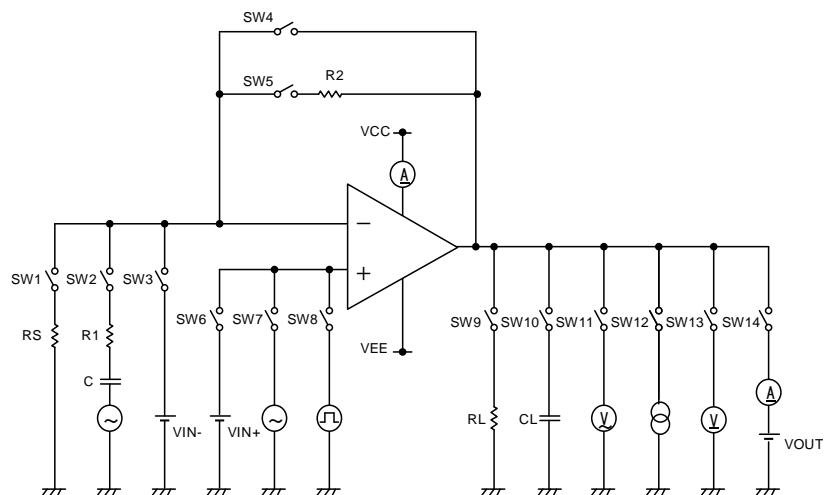 SW4
SW5 R2
VCC
A
−
+
SW1 SW2 SW3
SW6 SW7 SW8
SW9 SW10 SW11 SW12 SW13 SW14
RS R1
VEE
C
A
VIN- VIN+
RL CL V V
VOUT